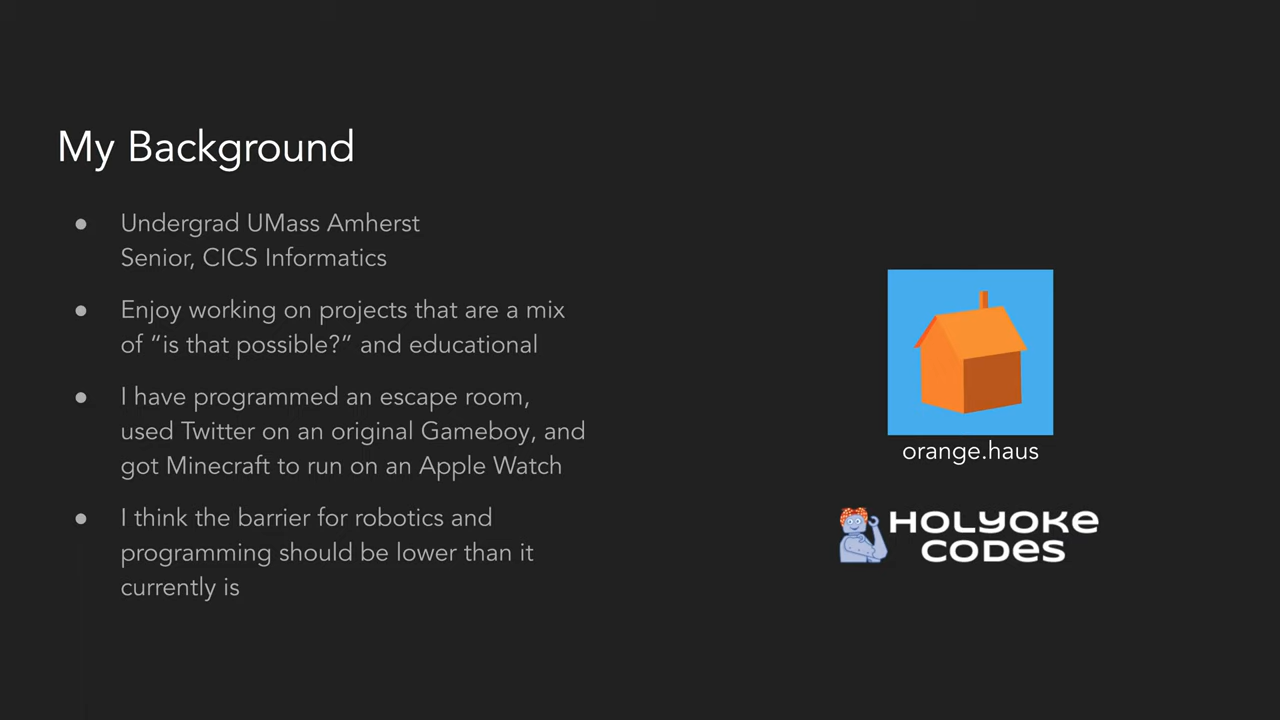 My Background
● Undergrad UMass Amherst
Senior, CICS Informatics
● Enjoy working on projects that are a mix
of “is that possible?” and educational
● I have programmed an escape room,
used Twitter on an original Gameboy, and
got Minecraft to run on an Apple Watch
● I think the barrier for robotics and
programming should be lower than it
currently is
orange.haus
HOLYOKE
CODES